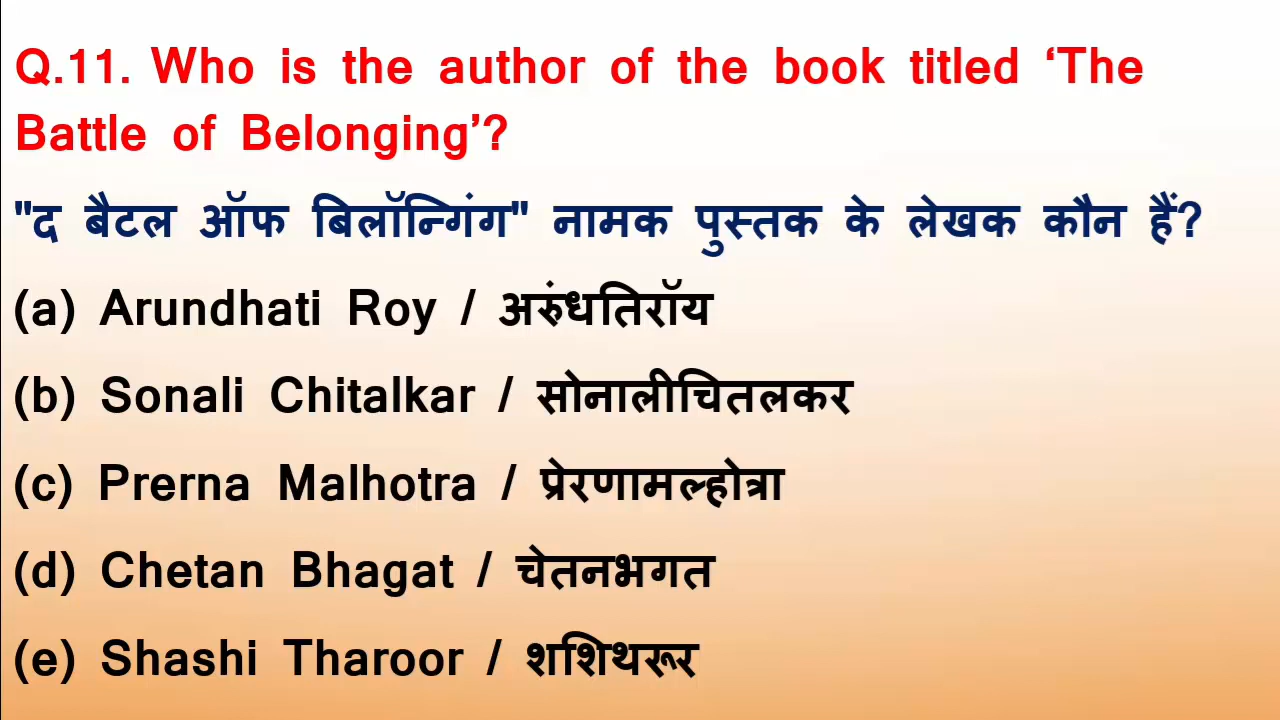 Q.11. Who is the author of the book titled ‘The
Battle of Belonging’?
"द बैटल ऑफ बिलॉन्गिंग" नामक पुस्तक के लेखक कौन हैं?
(a) Arundhati Roy / अरुंधतिरॉय
(b) Sonali Chitalkar / सोनालीचितलकर
(c) Prerna Malhotra / प्रेरणामल्होत्रा
(d) Chetan Bhagat / चेतनभगत
(e) Shashi Tharoor / शशिथरूर